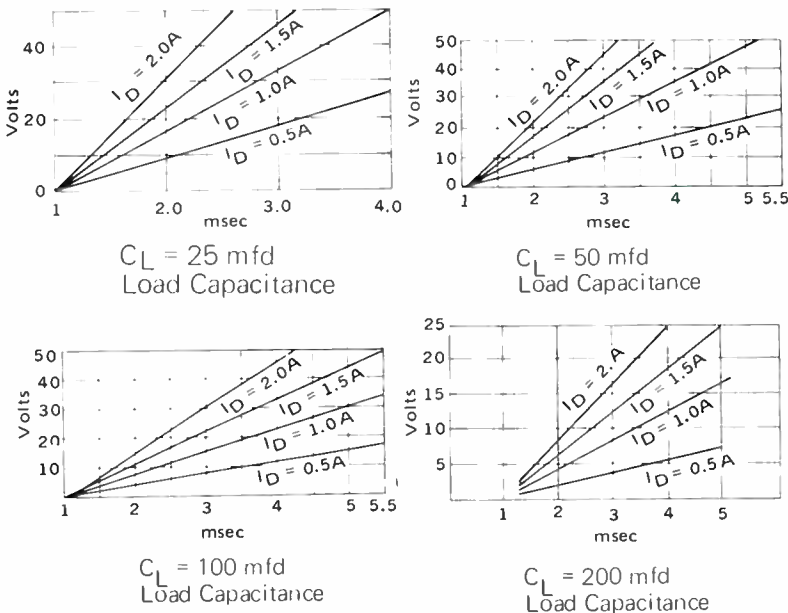 40
20
0
Volts
I_D = 2.0A
I_D = 1.5A
I_D = 1.0A
I_D = 0.5A
1 2.0 3.0 4.0
msec
C_L = 25 mfd
Load Capacitance
50
40
30
20
10
0
Volts
I_D = 2.0A
I_D = 1.5A
I_D = 1.0A
I_D = 0.5A
1 2 3 4 5 5.5
msec
C_L = 50 mfd
Load Capacitance
50
40
30
20
10
Volts
I_D = 2.0A
I_D = 1.5A
I_D = 1.0A
I_D = 0.5A
1 2 3 4 5 5.5
msec
C_L = 100 mfd
Load Capacitance
25
20
15
10
5
Volts
I_D = 2. A
I_D = 1.5A
I_D = 1.0A
I_D = 0.5A
1 2 3 4 5
msec
C_L = 200 mfd
Load Capacitance